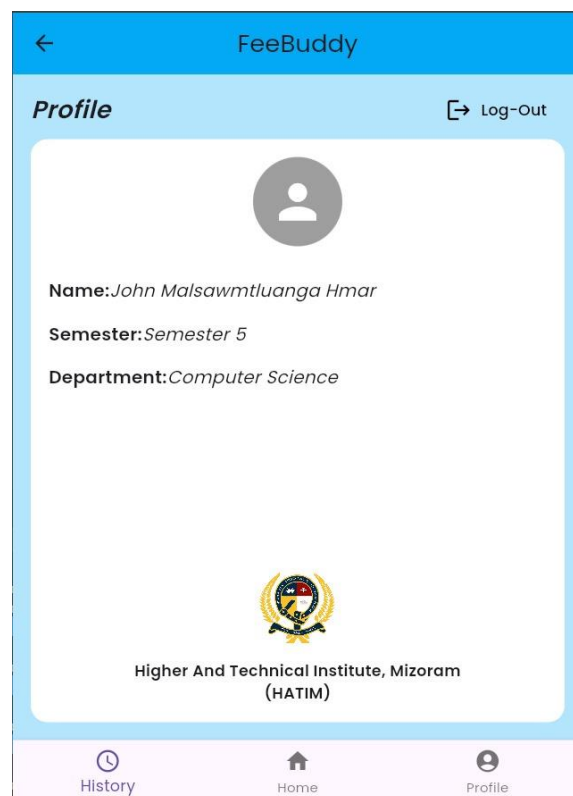 FeeBuddy
Profile
Log-Out
Name:John Malsawmtluanga Hmar
Semester:Semester 5
Department:Computer Science
Higher And Technical Institute, Mizoram
(HATIM)
History
Home
Profile